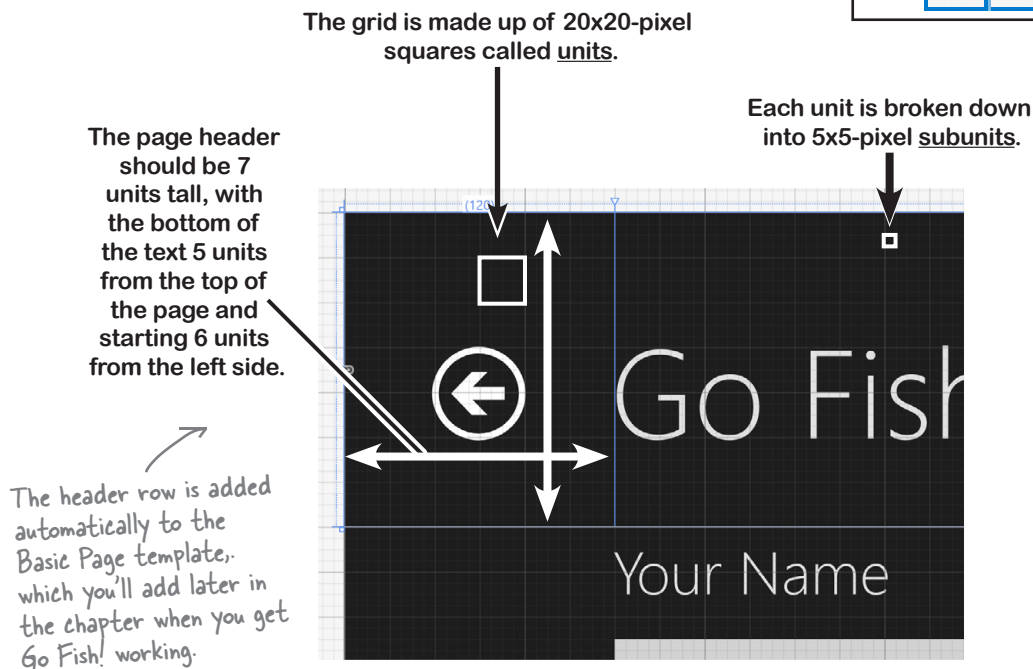 The grid is made up of 20x20-pixel
squares called units.
Each unit is broken down
into 5x5-pixel subunits.
The page header
should be 7
units tall, with
the bottom of
the text 5 units
from the top of
the page and
starting 6 units
from the left side.
(120)
Go Fish
Your Name
The header row is added
automatically to the
Basic Page template,.
which you'll add later in
the chapter when you get
Go Fish! working.